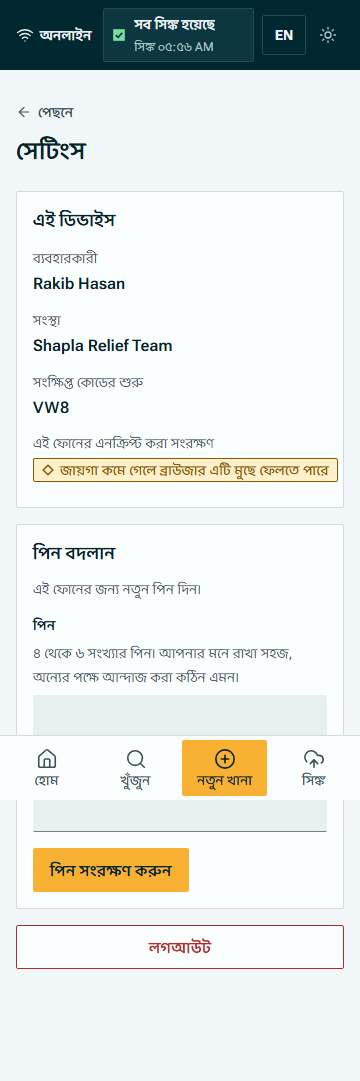 অনলাইন
সব সিঙ্ক হয়েছে
সিঙ্ক ০৫:৫৬ AM
EN
পেছনে
সেটিংস
এই ডিভাইস
ব্যবহারকারী
Rakib Hasan
সংস্থা
Shapla Relief Team
সংক্ষিপ্ত কোডের শুরু
VW8
এই ফোনের এনক্রিপ্ট করা সংরক্ষণ
জায়গা কমে গেলে ব্রাউজার এটি মুছে ফেলতে পারে
পিন বদলান
এই ফোনের জন্য নতুন পিন দিন।
পিন
৪ থেকে ৬ সংখ্যার পিন। আপনার মনে রাখা সহজ,
অন্যের পক্ষে আন্দাজ করা কঠিন এমন।
হোম
খুঁজুন
নতুন খানা
সিঙ্ক
পিন সংরক্ষণ করুন
লগআউট